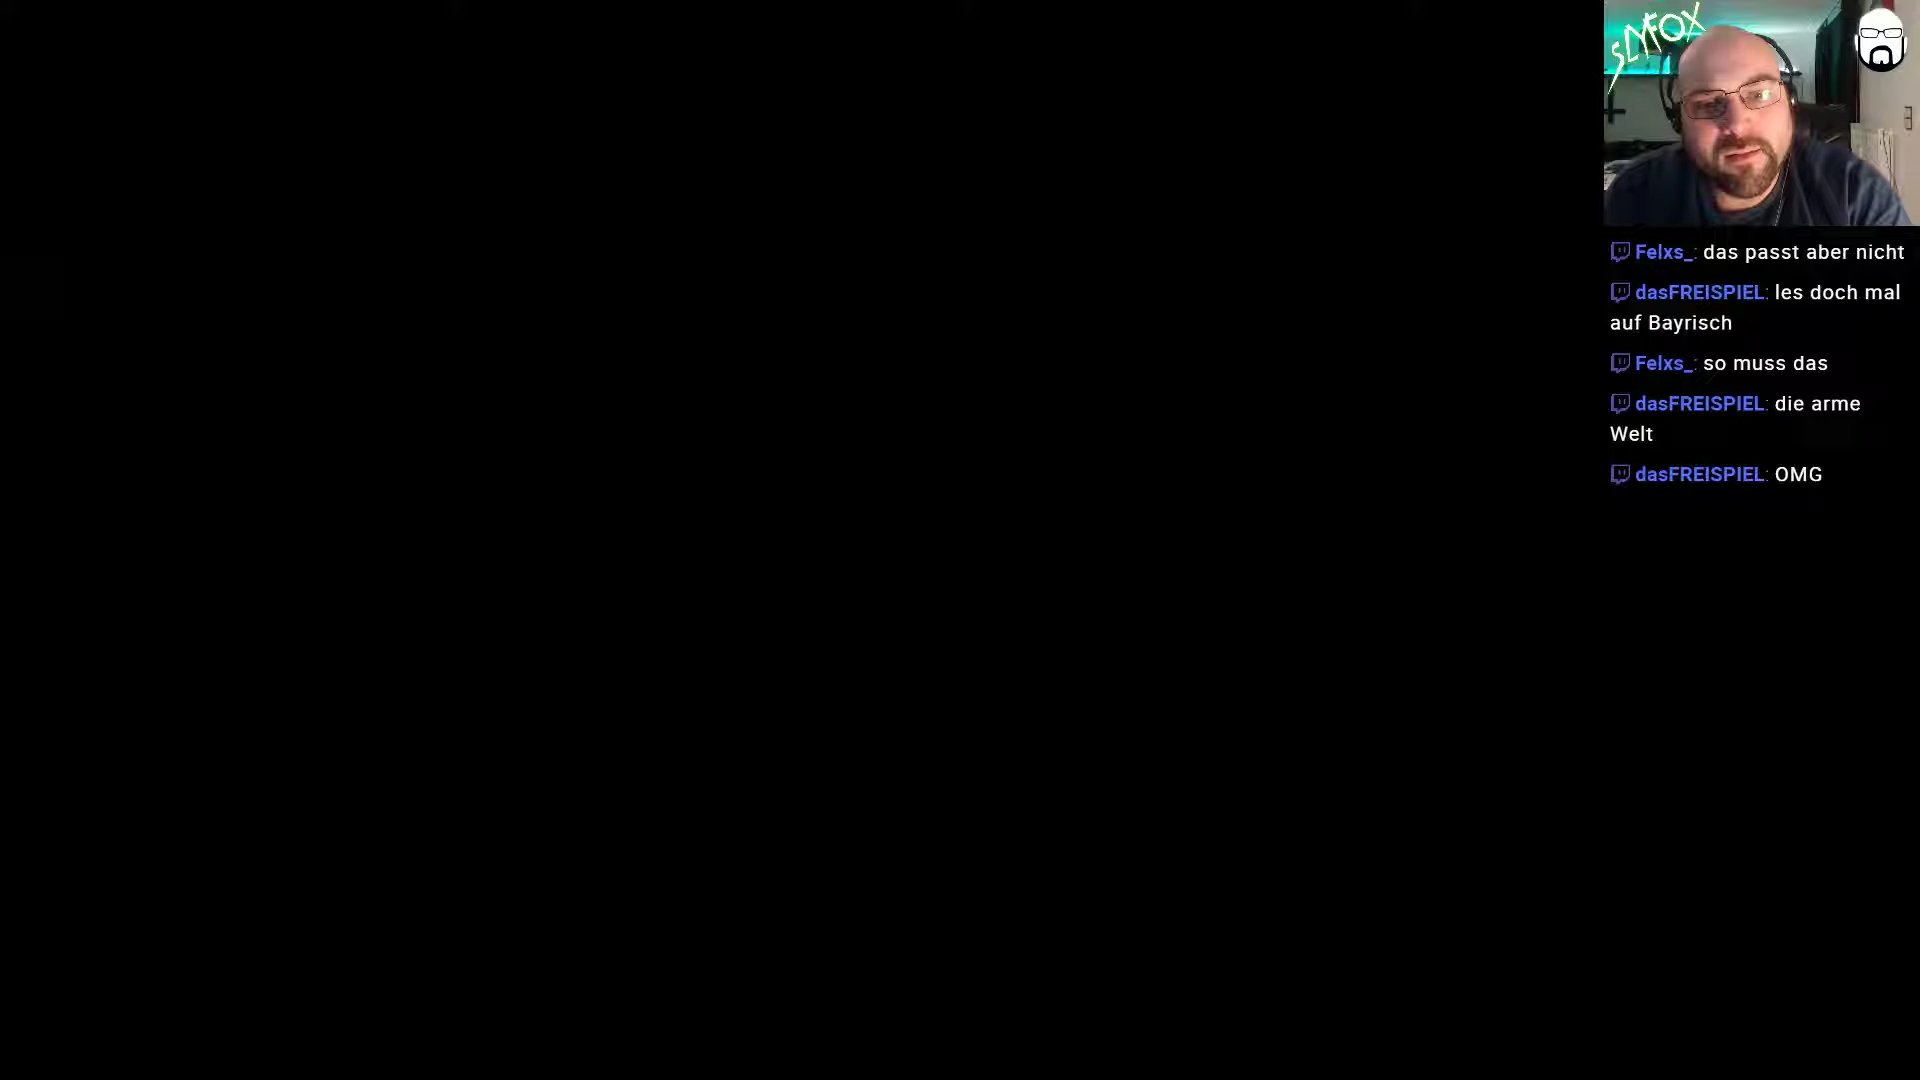 SLYFOX
Felxs_: das passt aber nicht
dasFREISPIEL: les doch mal
auf Bayrisch
Felxs_: so muss das
dasFREISPIEL: die arme
Welt
dasFREISPIEL: OMG